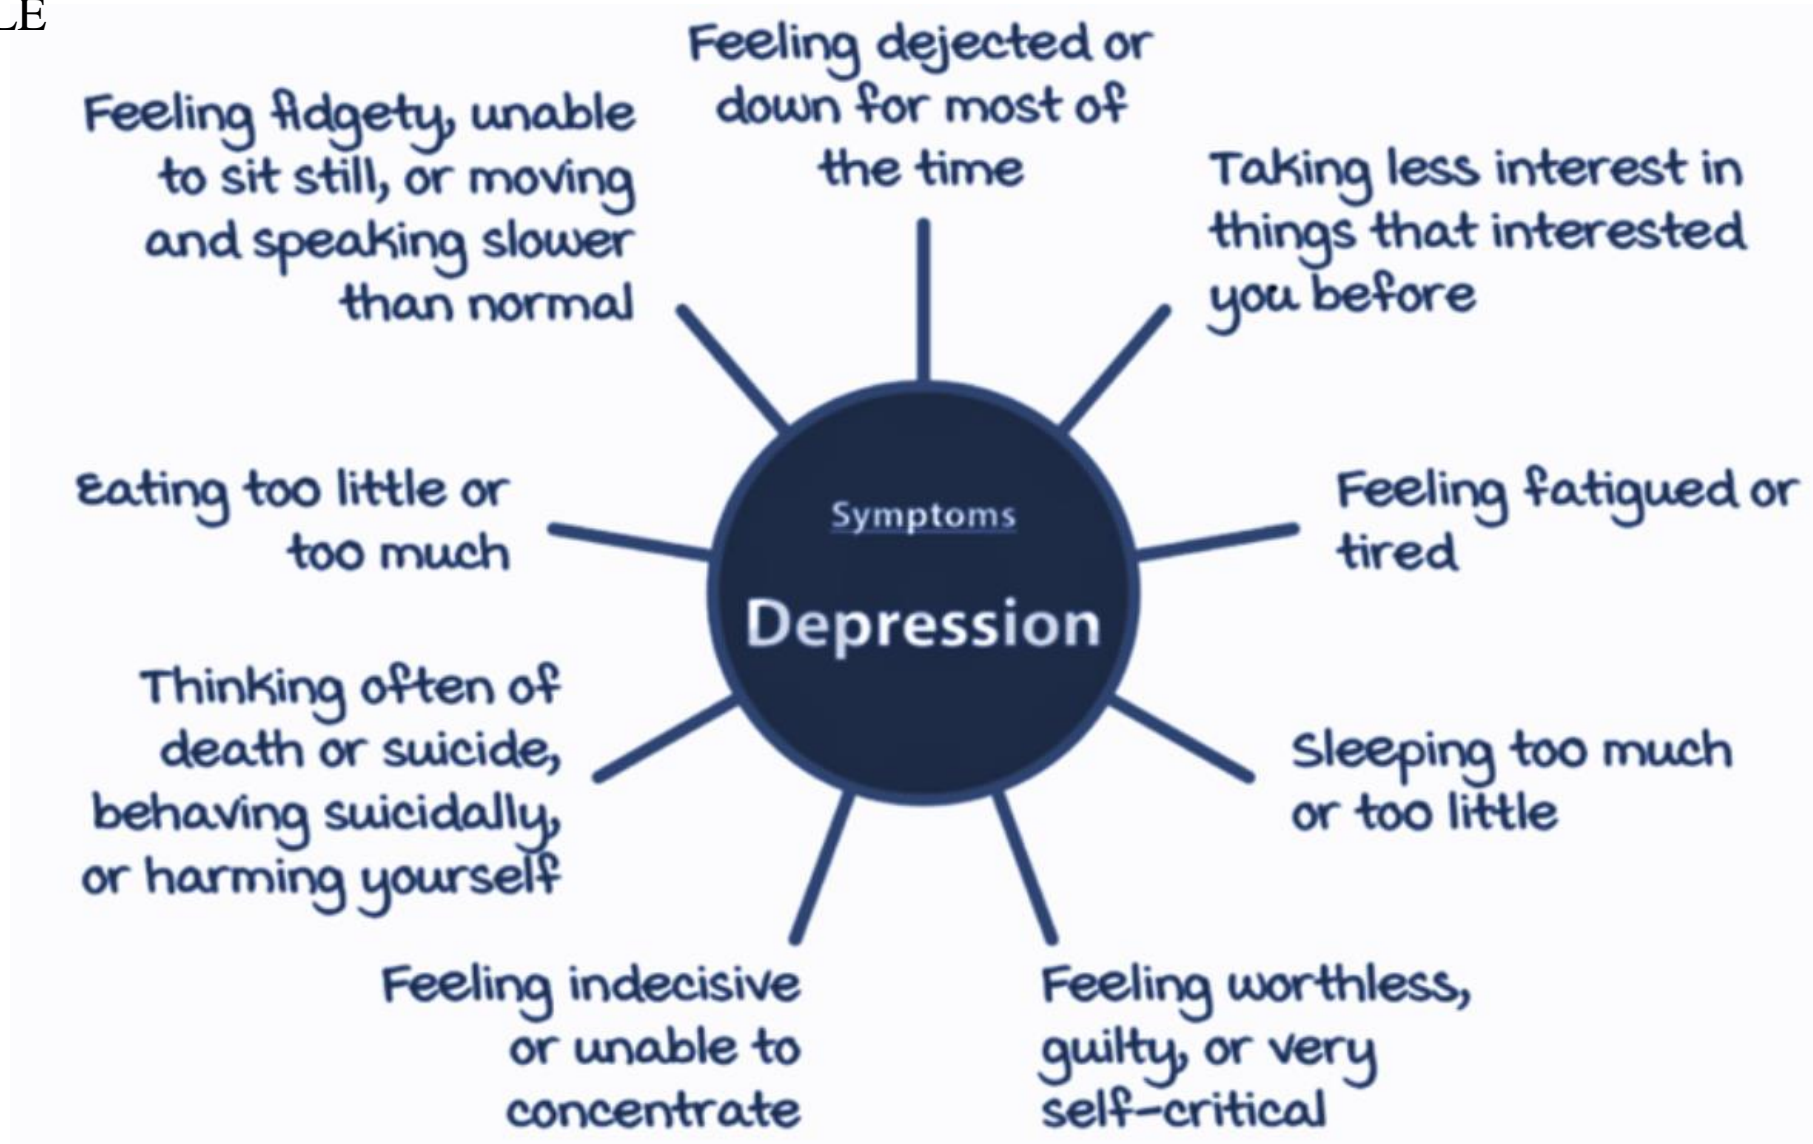 LE
Feeling dejected or
down for most of
the time
Taking less interest in
things that interested
you before
Feeling fatigued or
tired
Sleeping too much
or too little
Feeling worthless,
guilty, or very
self-critical
Feeling indecisive
or unable to
concentrate
Thinking often of
death or suicide,
behaving suicidally,
or harming yourself
Eating too little or
too much
Feeling fidgety, unable
to sit still, or moving
and speaking slower
than normal
Symptoms
Depression